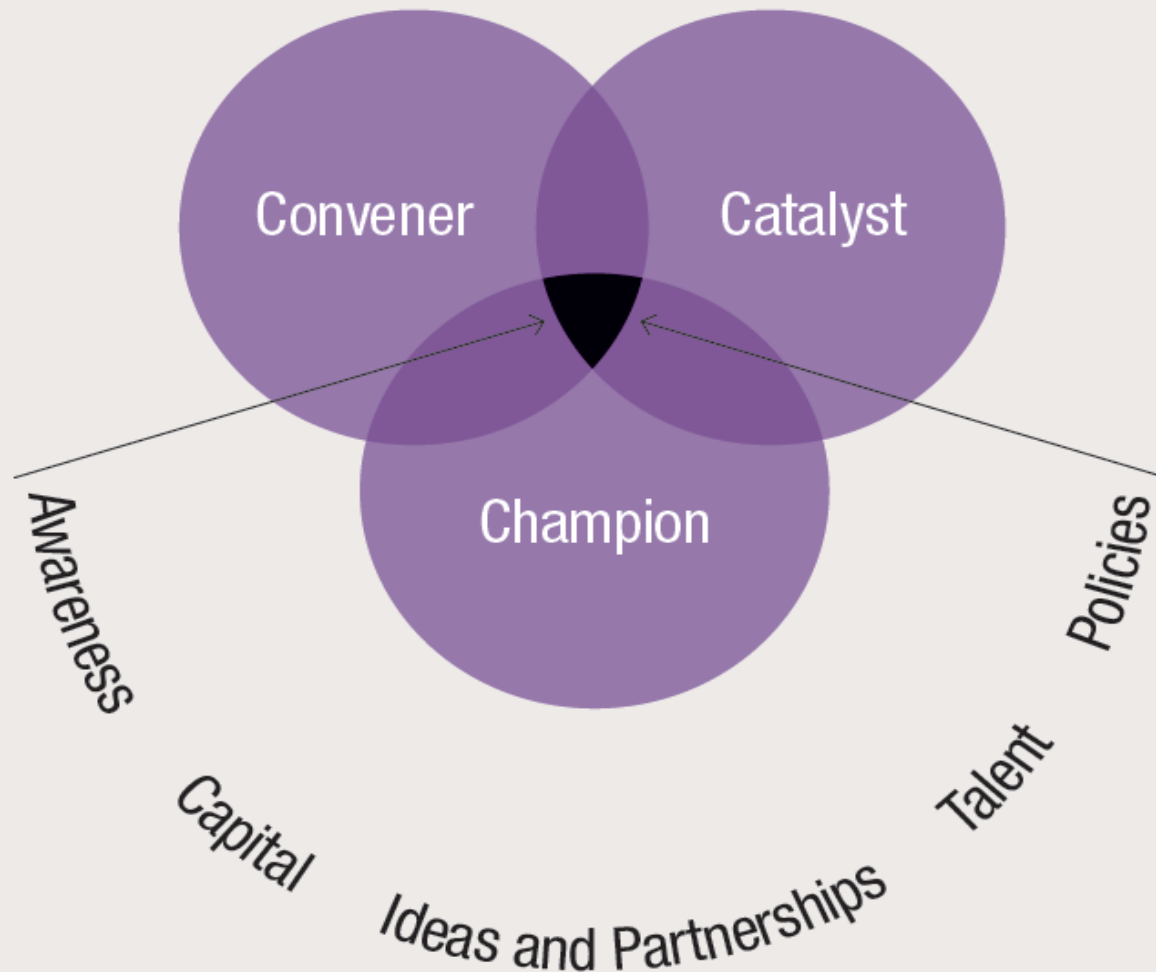 Convener
Catalyst
Champion
Awareness
Capital
Ideas and Partnerships
Talent
Policies